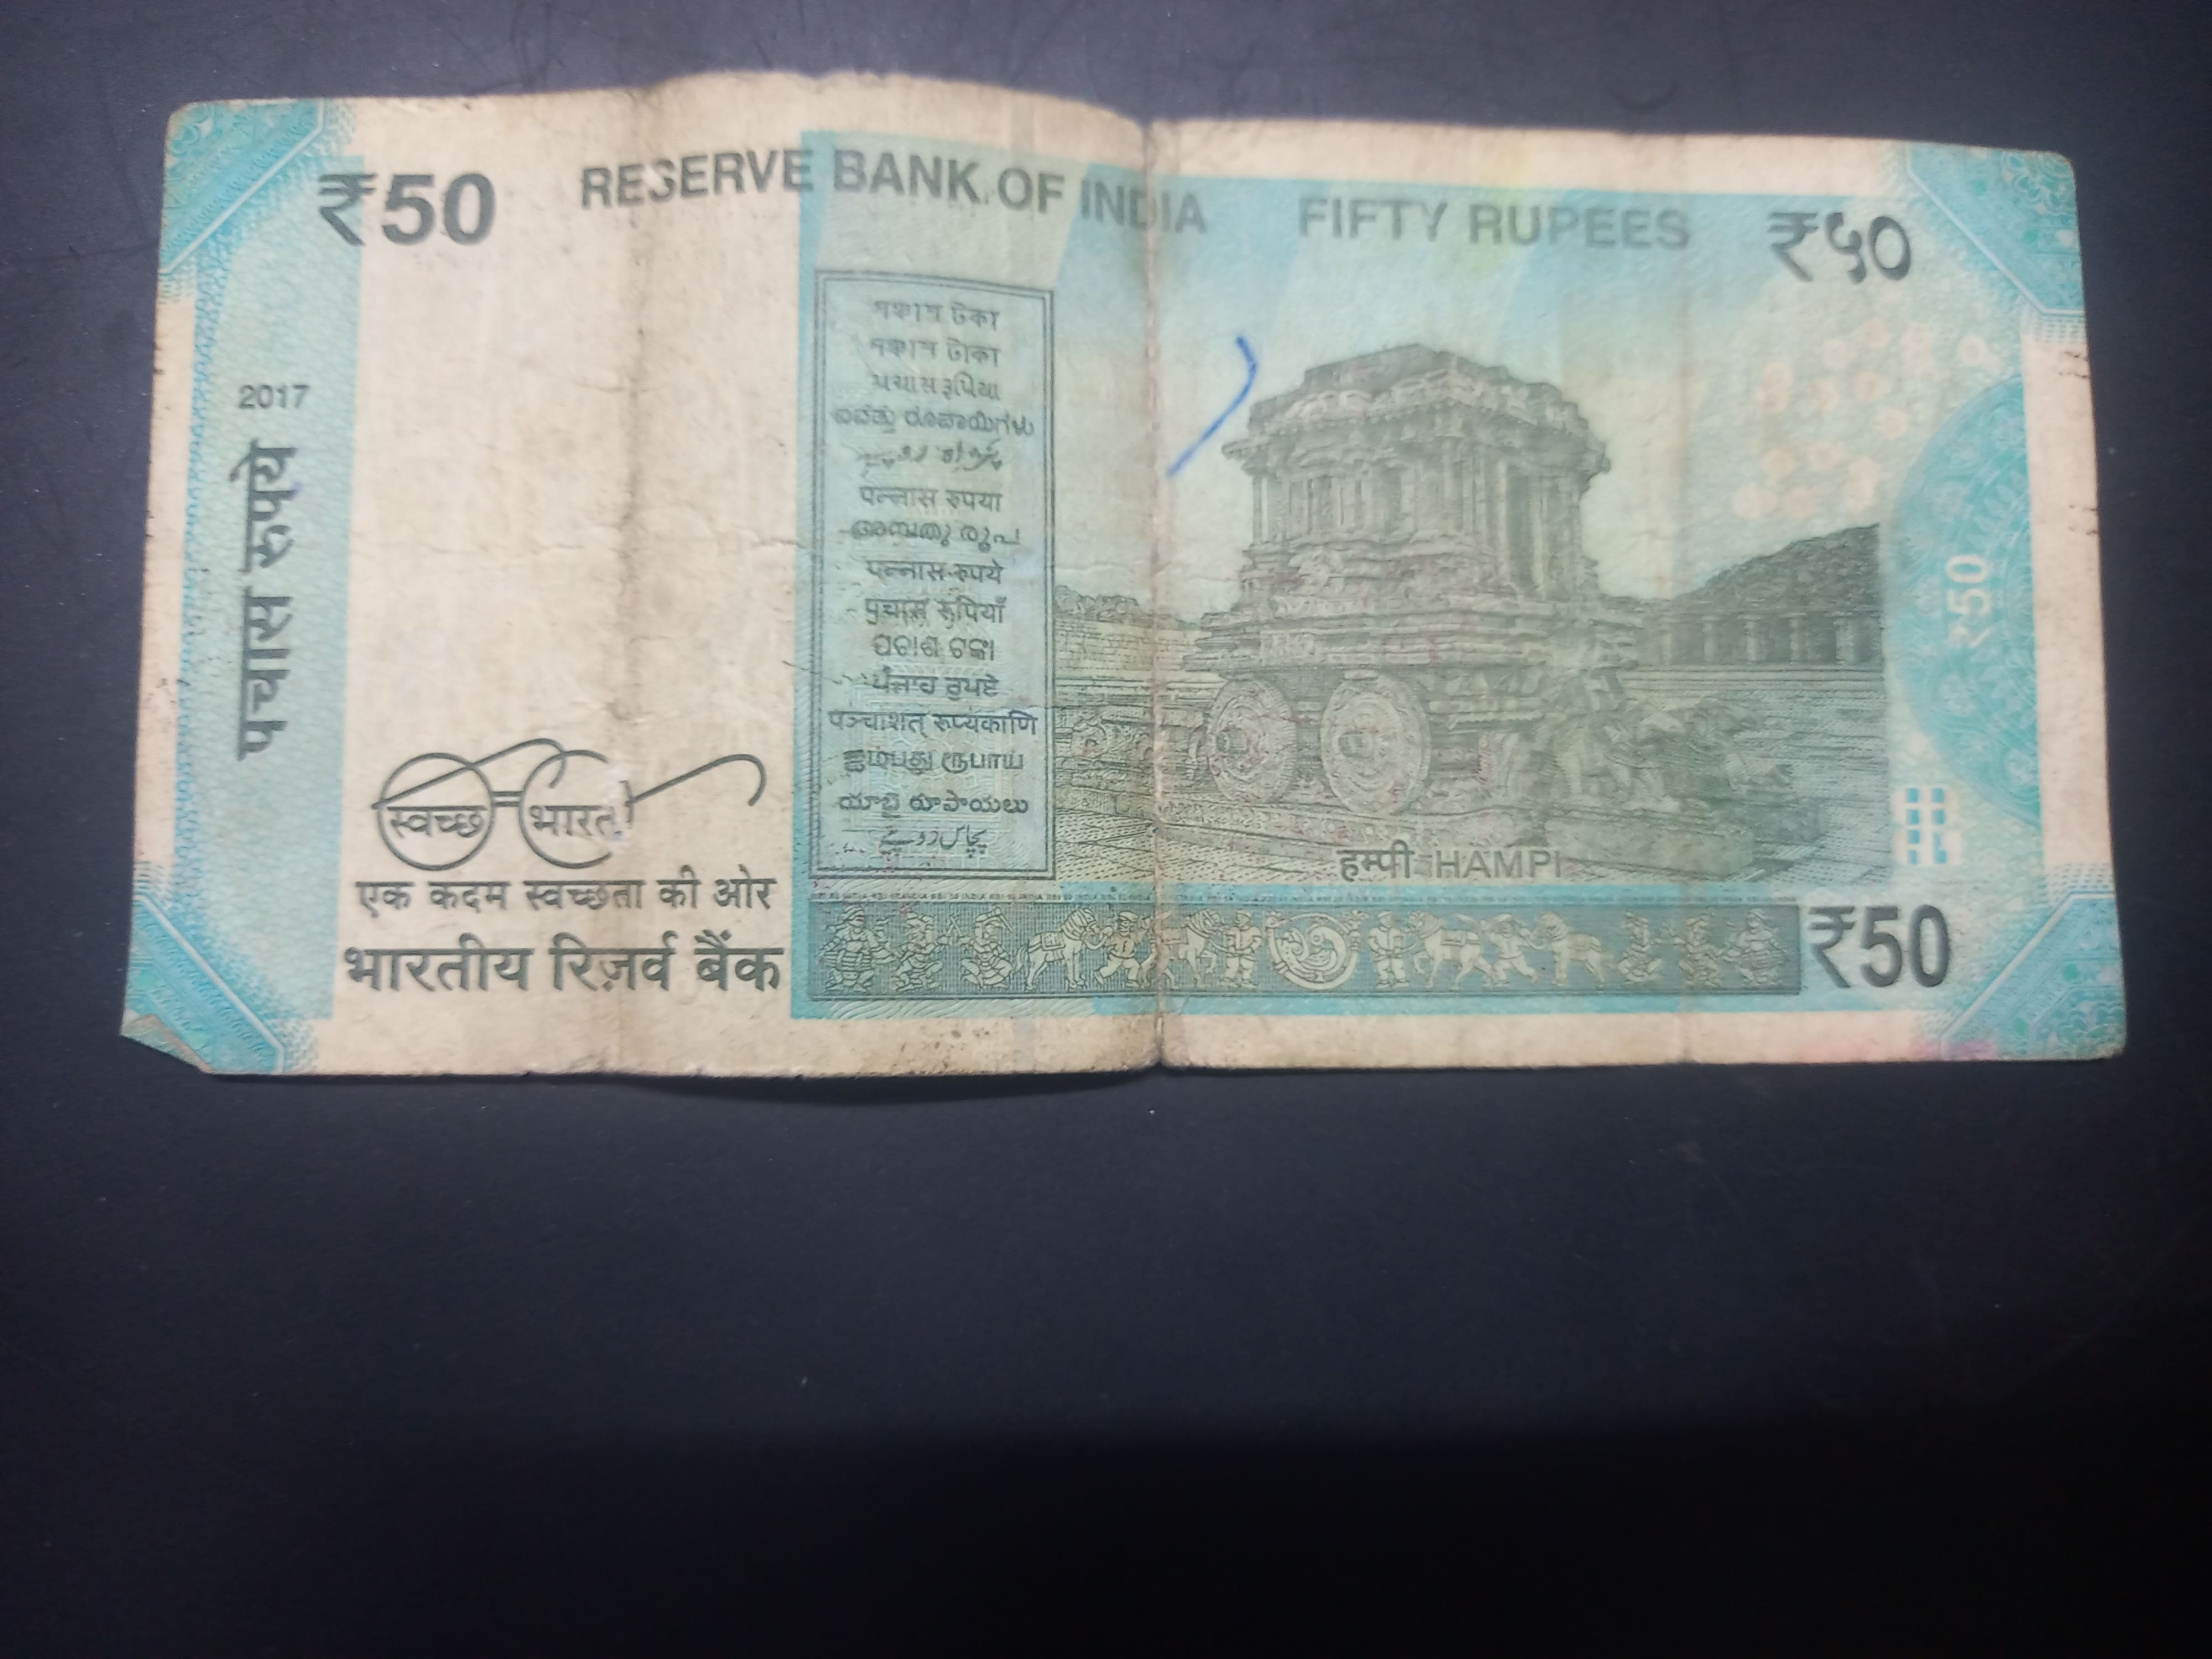 ₹50 RESERVE BANK OF INDIA FIFTY RUPEES ₹५०
2017
पचास रुपये
পঞ্চাশ টকা
পঞ্চাশ টাকা
પચાસ રૂપિયા
ಐವತ್ತು ರೂಪಾಯಿಗಳು
पन्नास रुपया
അമ്പതു രൂപ
पन्नास रुपये
पचास रुपियाँ
ପଚାଶ ଟଙ୍କା
ਪੰਜਾਹ ਰੁਪਏ
पञ्चाशत् रूप्यकाणि
ஐம்பது ரூபாய்
యాభై రూపాయలు
پچاس روپے
₹50
स्वच्छ भारत
एक कदम स्वच्छता की ओर
भारतीय रिज़र्व बैंक
हम्पी HAMPI
₹50